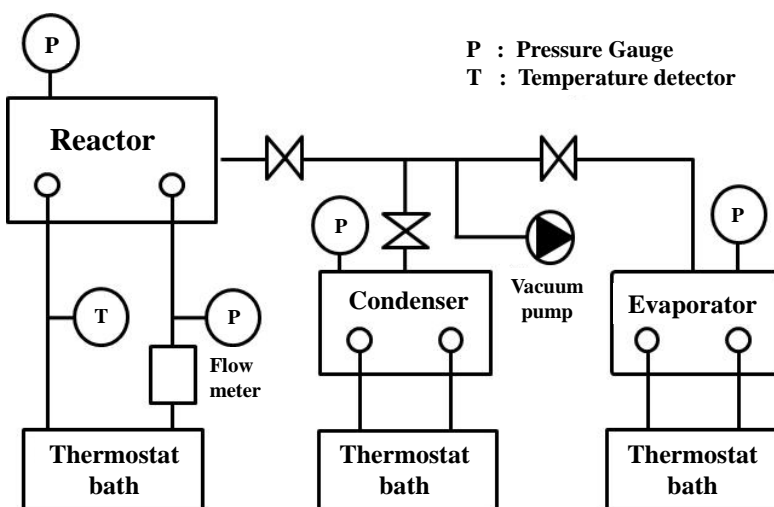 P
P : Pressure Gauge
T : Temperature detector
Reactor
P
P
Condenser
Vacuum
pump
Evaporator
T
P
Flow
meter
Thermostat
bath
Thermostat
bath
Thermostat
bath